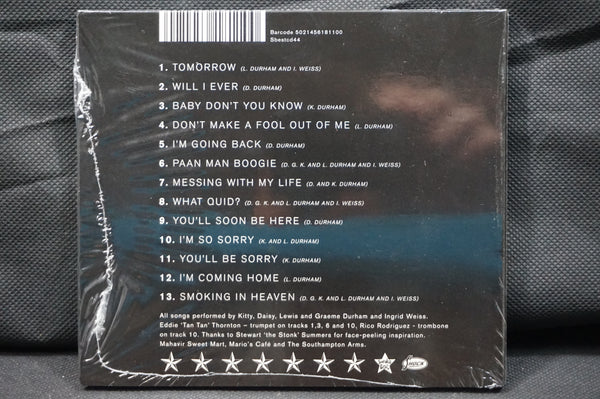 Barcode 5021456181100
Sbestcd44
1. TOMORROW (L. DURHAM AND I. WEISS)
2. WILL I EVER (D. DURHAM)
3. BABY DON'T YOU KNOW (K. DURHAM)
4. DON'T MAKE A FOOL OUT OF ME (L. DURHAM)
5. I'M GOING BACK (D. DURHAM)
6. PAAN MAN BOOGIE (D. G. K. AND L. DURHAM AND I. WEISS)
7. MESSING WITH MY LIFE (D. AND K. DURHAM)
8. WHAT QUID? (D. G. K. AND L. DURHAM AND I. WEISS)
9. YOU'LL SOON BE HERE (D. DURHAM)
10. I'M SO SORRY (K. AND L. DURHAM)
11. YOU'LL BE SORRY (K. DURHAM)
12. I'M COMING HOME (L. DURHAM)
13. SMOKING IN HEAVEN (D. G. K. AND L. DURHAM AND I. WEISS)
All songs performed by Kitty, Daisy, Lewis and Graeme Durham and Ingrid Weiss.
Eddie 'Tan Tan' Thornton – trumpet on tracks 1,3, 6 and 10, Rico Rodriguez - trombone
on track 10. Thanks to Stewart 'the Stonk' Summers for face-peeling inspiration.
Mahavir Sweet Mart, Mario's Café and The Southampton Arms.